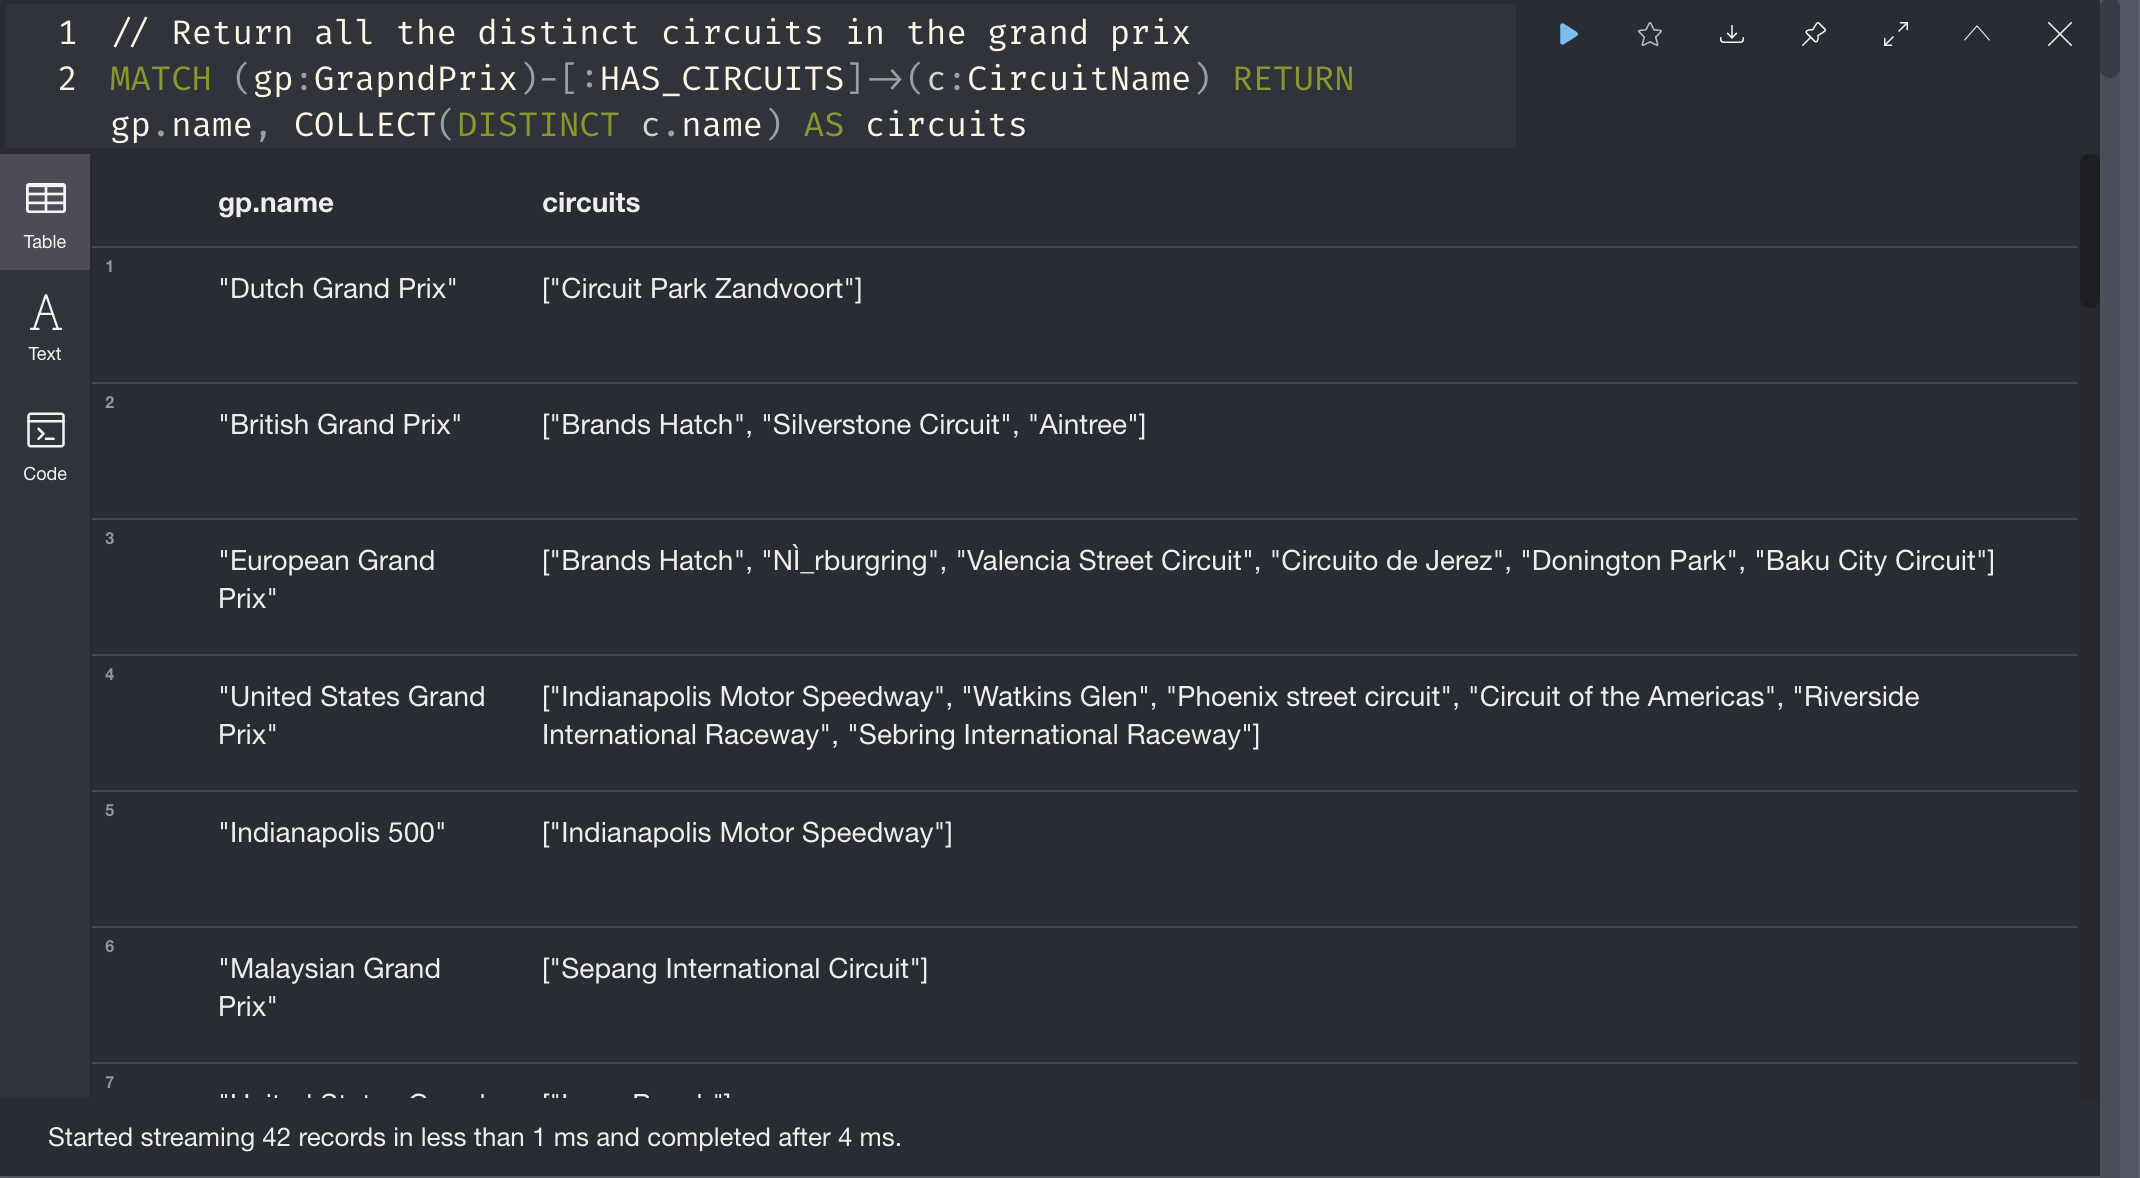 1 // Return all the distinct circuits in the grand prix
2 MATCH (gp:GrapndPrix)-[:HAS_CIRCUITS]->(c:CircuitName) RETURN
gp.name, COLLECT(DISTINCT c.name) AS circuits
Table
Text
Code
gp.name circuits
1
"Dutch Grand Prix" ["Circuit Park Zandvoort"]
2
"British Grand Prix" ["Brands Hatch", "Silverstone Circuit", "Aintree"]
3
"European Grand ["Brands Hatch", "NÌ_rburgring", "Valencia Street Circuit", "Circuito de Jerez", "Donington Park", "Baku City Circuit"]
Prix"
4
"United States Grand ["Indianapolis Motor Speedway", "Watkins Glen", "Phoenix street circuit", "Circuit of the Americas", "Riverside
Prix" International Raceway", "Sebring International Raceway"]
5
"Indianapolis 500" ["Indianapolis Motor Speedway"]
6
"Malaysian Grand ["Sepang International Circuit"]
Prix"
7
Started streaming 42 records in less than 1 ms and completed after 4 ms.